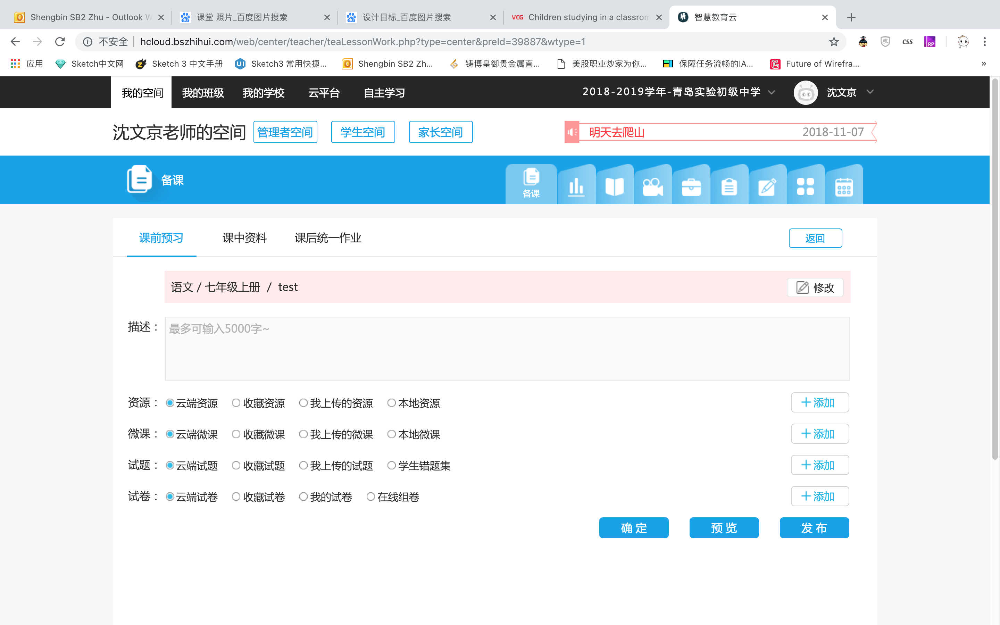 Shengbin SB2 Zhu - Outlook W
课堂 照片_百度图片搜索
设计目标_百度图片搜索
VCG Children studying in a classrom
智慧教育云
不安全 hcloud.bszhihui.com/web/center/teacher/teaLessonWork.php?type=center&preId=39887&wtype=1
css
RP
应用
Sketch中文网
Sketch 3 中文手册
UI Sketch3 常用快捷...
Shengbin SB2 Zh...
铸博皇御贵金属直...
美股职业炒家为你...
保障任务流畅的IA...
Future of Wirefra...
»
我的空间 我的班级 我的学校 云平台 自主学习 2018-2019学年-青岛实验初级中学 沈文京
沈文京老师的空间 管理者空间 学生空间 家长空间 明天去爬山 2018-11-07
备课 备课
课前预习 课中资料 课后统一作业 返回
语文 / 七年级上册 / test 修改
描述： 最多可输入5000字~
资源： 云端资源 收藏资源 我上传的资源 本地资源 +添加
微课： 云端微课 收藏微课 我上传的微课 本地微课 +添加
试题： 云端试题 收藏试题 我上传的试题 学生错题集 +添加
试卷： 云端试卷 收藏试卷 我的试卷 在线组卷 +添加
确 定 预 览 发 布